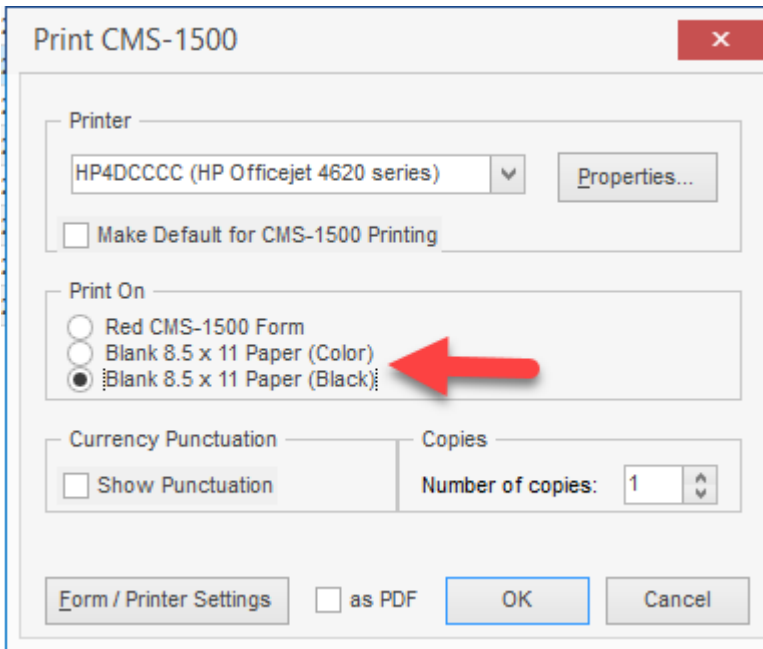 Print CMS-1500
Printer
HP4DCCCC (HP Officejet 4620 series)
Properties...
Make Default for CMS-1500 Printing
Print On
Red CMS-1500 Form
Blank 8.5 x 11 Paper (Color)
Blank 8.5 x 11 Paper (Black)
Currency Punctuation
Copies
Show Punctuation
Number of copies: 1
Form / Printer Settings
as PDF
OK
Cancel